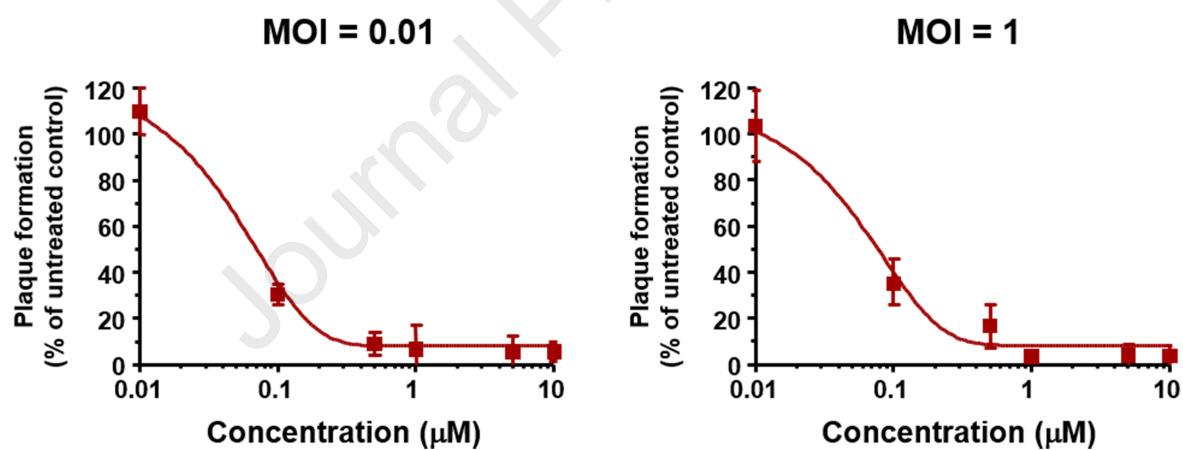 MOI = 0.01
Plaque formation
(% of untreated control)
120
100
80
60
40
20
0
0.01
0.1
1
10
Concentration (μM)
MOI = 1
Plaque formation
(% of untreated control)
120
100
80
60
40
20
0
0.01
0.1
1
10
Concentration (μM)
Journal P